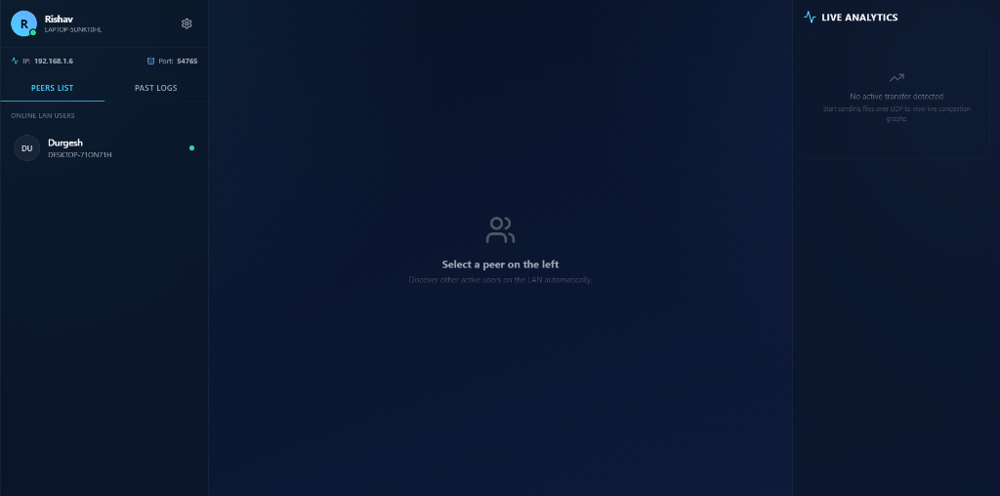 R
Rishav
LAPTOP-5UNKT0HL
IP: 192.168.1.6
Port: 54765
PEERS LIST
PAST LOGS
ONLINE LAN USERS
DU
Durgesh
DESKTOP-71ON71H
Select a peer on the left
Discover other active users on the LAN automatically.
LIVE ANALYTICS
No active transfer detected
Start sending files over UDP to view live congestion
graphs.